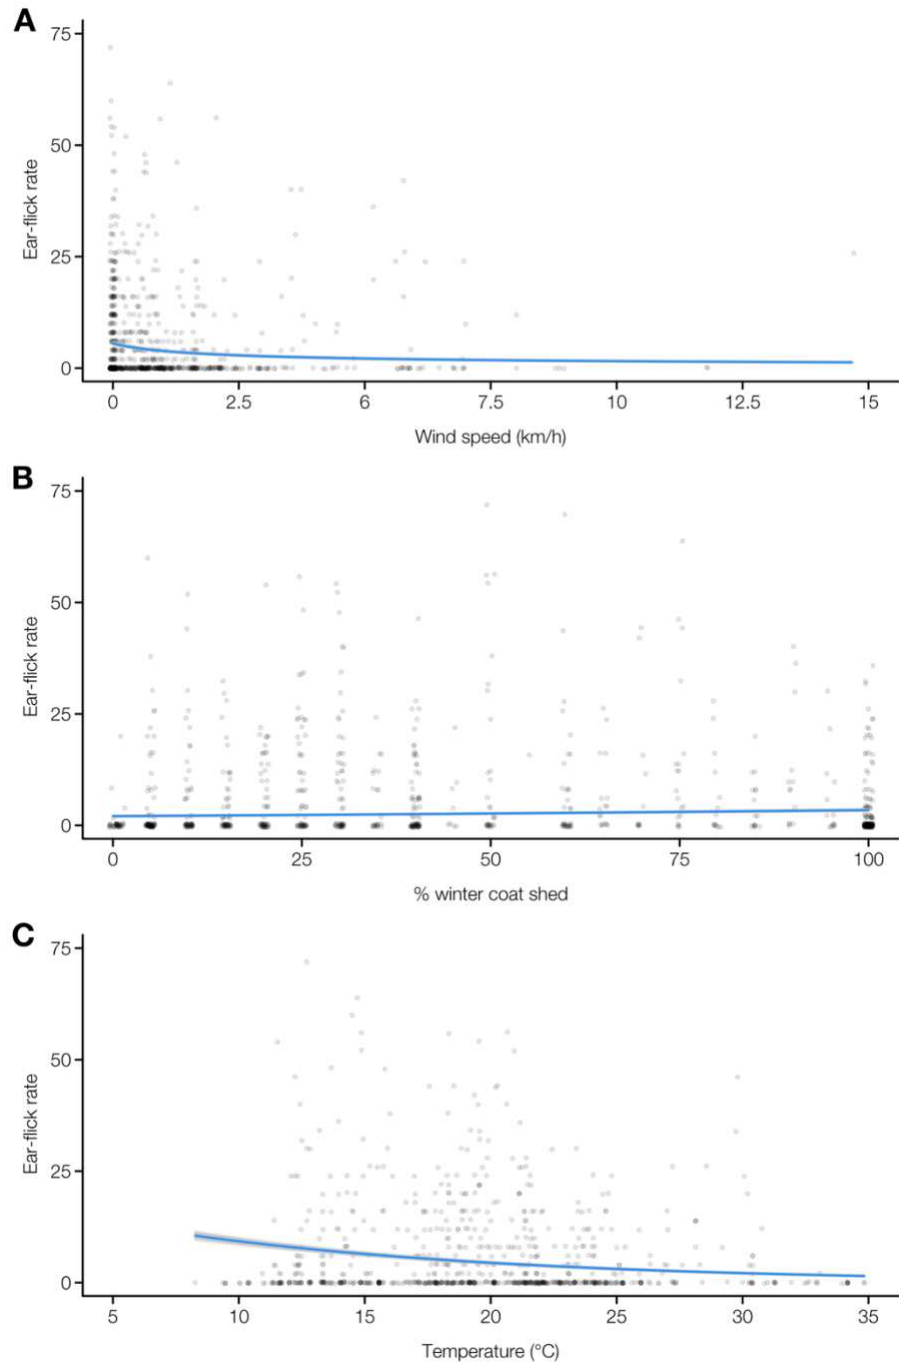 A
75
50
25
0
Ear-flick rate
0 2.5 6 7.5 10 12.5 15
Wind speed (km/h)
B
75
50
25
0
Ear-flick rate
0 25 50 75 100
% winter coat shed
C
75
50
25
0
Ear-flick rate
5 10 15 20 25 30 35
Temperature (°C)